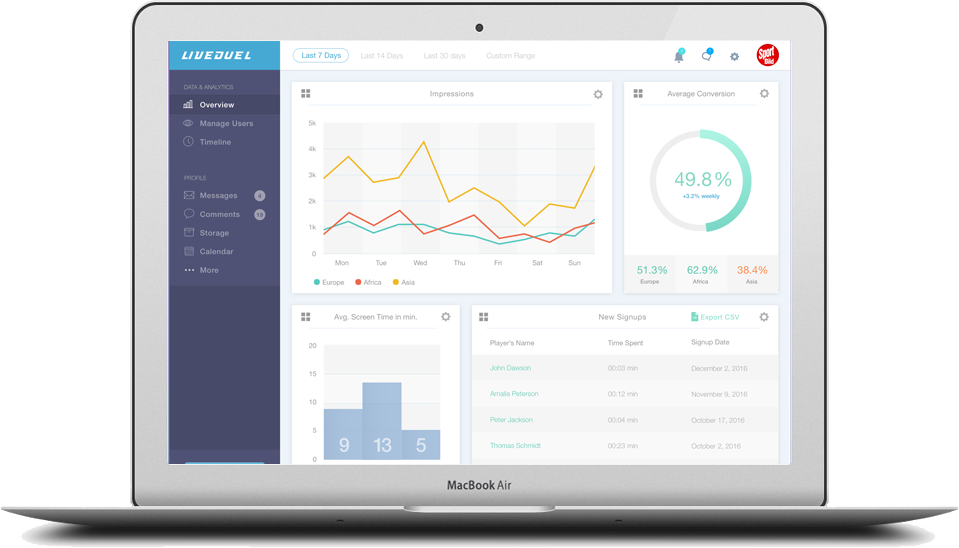 LIVEDUEL
Last 7 Days Last 14 Days Last 30 days Custom Range
Sport
Bild
DATA & ANALYTICS
Overview
Manage Users
Timeline
PROFILE
Messages 4
Comments 19
Storage
Calendar
More
Impressions
5k
4k
3k
2k
1k
0
Mon Tue Wed Thu Fri Sat Sun
Europe Africa Asia
Average Conversion
49.8%
+3.2% weekly
51.3% 62.9% 38.4%
Europe Africa Asia
Avg. Screen Time in min.
20
15
10
5
0
9 13 5
New Signups Export CSV
Player's Name Time Spent Signup Date
John Dawson 00:03 min December 2, 2016
Amalia Peterson 00:12 min November 9, 2016
Peter Jackson 00:04 min October 17, 2016
Thomas Schmidt 00:23 min October 2, 2016
MacBook Air